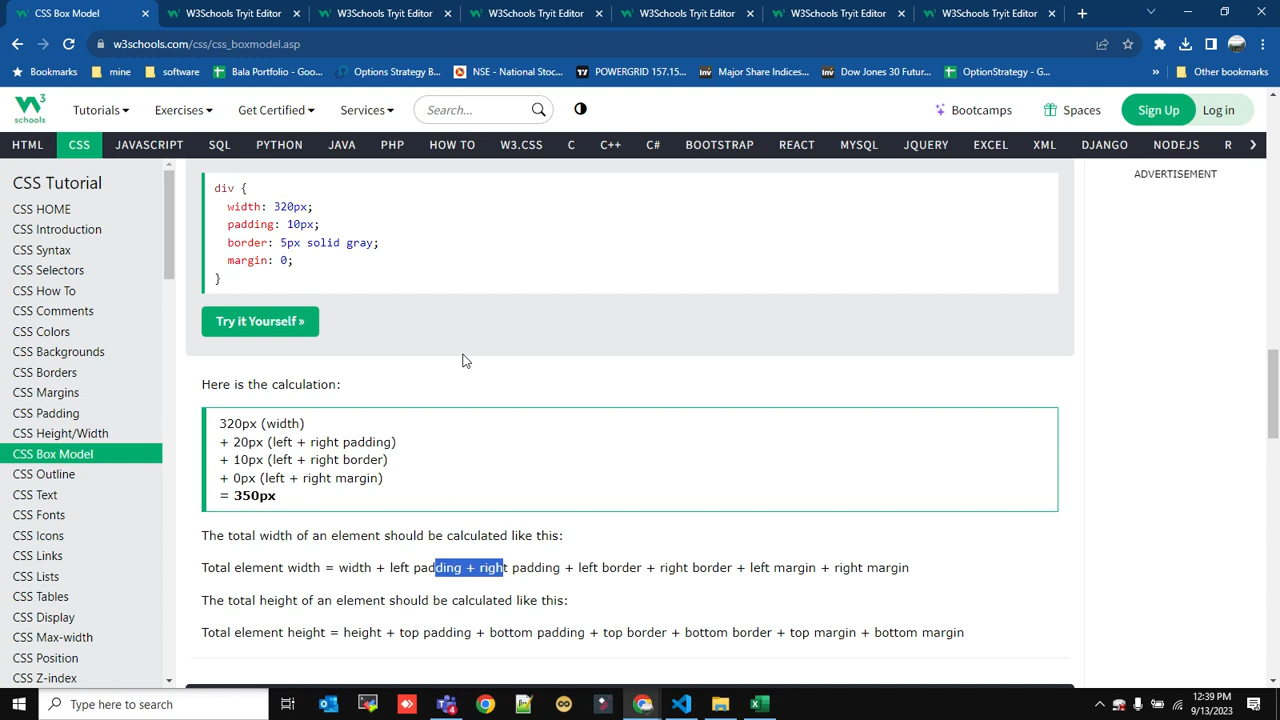 CSS Box Model
W3Schools Tryit Editor
W3Schools Tryit Editor
W3Schools Tryit Editor
W3Schools Tryit Editor
W3Schools Tryit Editor
W3Schools Tryit Editor
w3schools.com/css/css_boxmodel.asp
Bookmarks
mine
software
Bala Portfolio - Goo...
Options Strategy B...
NSE - National Stoc...
POWERGRID 157.15...
Major Share Indices...
Dow Jones 30 Futur...
OptionStrategy - G...
»
Other bookmarks
schools
Tutorials
Exercises
Get Certified
Services
Search...
Bootcamps
Spaces
Sign Up
Log in
HTML
CSS
JAVASCRIPT
SQL
PYTHON
JAVA
PHP
HOW TO
W3.CSS
C
C++
C#
BOOTSTRAP
REACT
MYSQL
JQUERY
EXCEL
XML
DJANGO
NODEJS
R
CSS Tutorial
CSS HOME
CSS Introduction
CSS Syntax
CSS Selectors
CSS How To
CSS Comments
CSS Colors
CSS Backgrounds
CSS Borders
CSS Margins
CSS Padding
CSS Height/Width
CSS Box Model
CSS Outline
CSS Text
CSS Fonts
CSS Icons
CSS Links
CSS Lists
CSS Tables
CSS Display
CSS Max-width
CSS Position
CSS Z-index
div {
width: 320px;
padding: 10px;
border: 5px solid gray;
margin: 0;
}
Try it Yourself »
Here is the calculation:
320px (width)
+ 20px (left + right padding)
+ 10px (left + right border)
+ 0px (left + right margin)
= 350px
The total width of an element should be calculated like this:
Total element width = width + left padding + right padding + left border + right border + left margin + right margin
The total height of an element should be calculated like this:
Total element height = height + top padding + bottom padding + top border + bottom border + top margin + bottom margin
ADVERTISEMENT
Type here to search
12:39 PM
9/13/2023